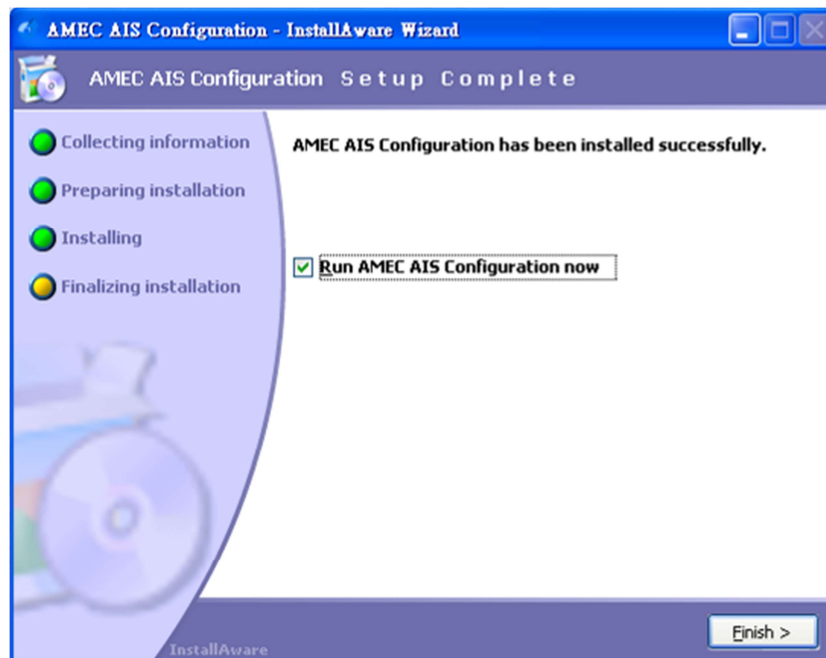 AMEC AIS Configuration - InstallAware Wizard
AMEC AIS Configuration Setup Complete
Collecting information
Preparing installation
Installing
Finalizing installation
AMEC AIS Configuration has been installed successfully.
Run AMEC AIS Configuration now
InstallAware
Finish >